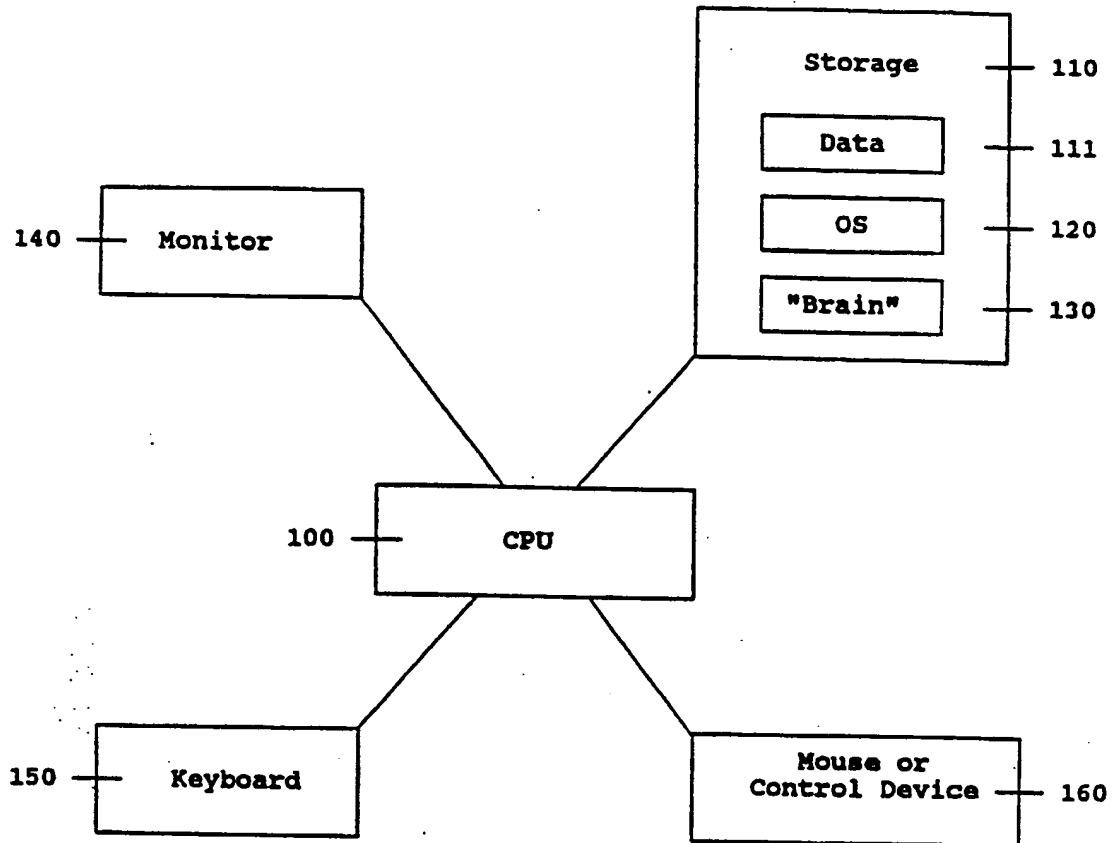 Storage 110
Data 111
140 Monitor
OS 120
"Brain" 130
100 CPU
Mouse or
150 Keyboard
Control Device 160